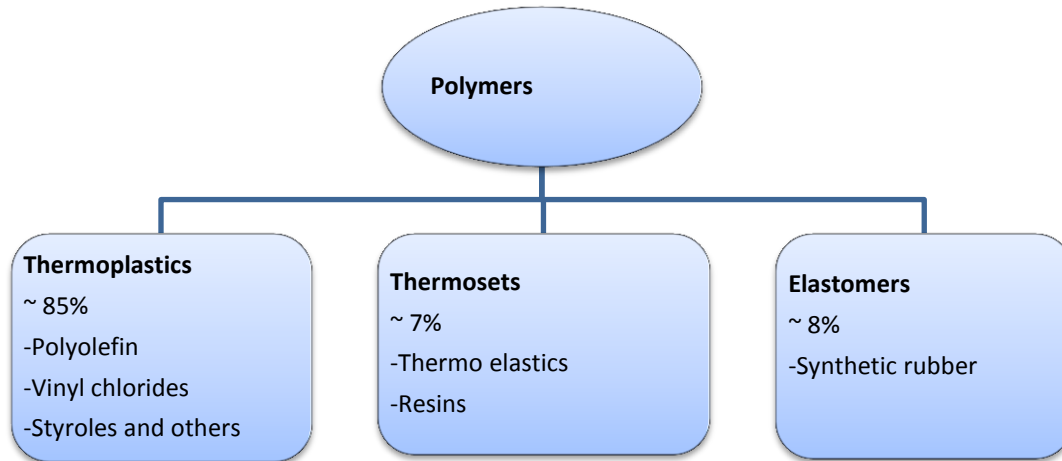 Polymers
Thermoplastics
~ 85%
-Polyolefin
-Vinyl chlorides
-Styroles and others
Thermosets
~ 7%
-Thermo elastics
-Resins
Elastomers
~ 8%
-Synthetic rubber